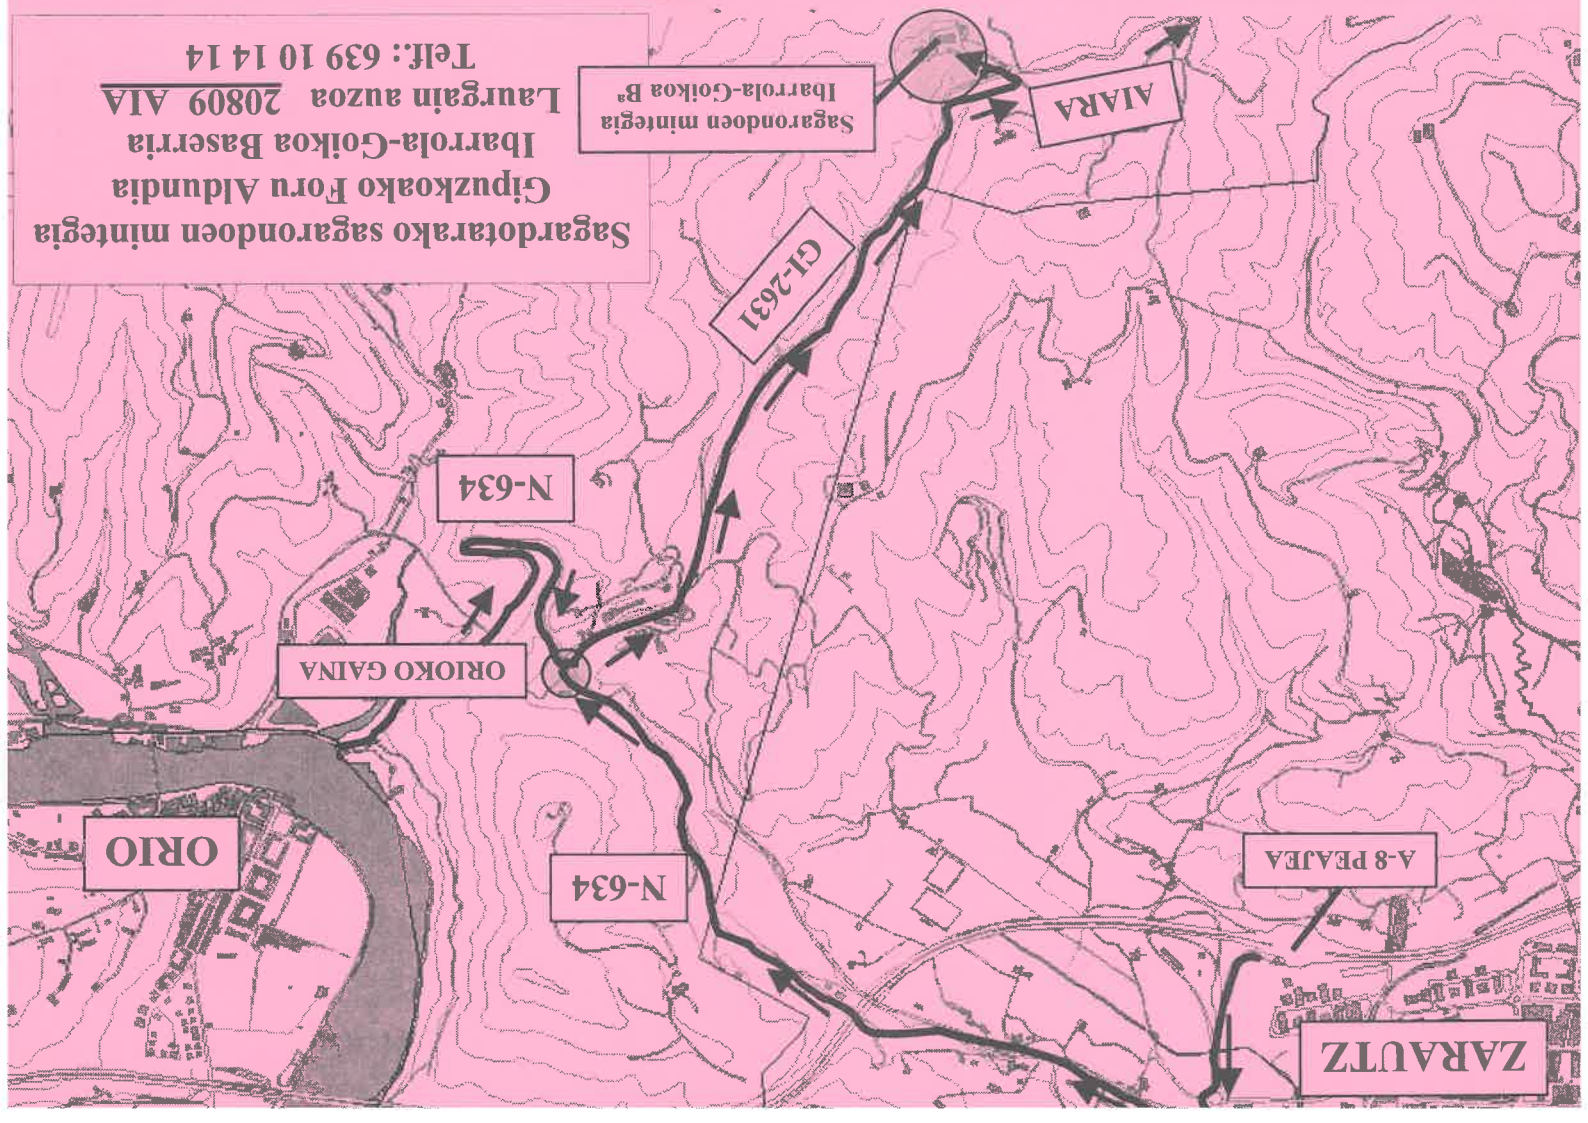 ZARAUTZ
A-8 PEAJEA
N-634
ORIO
ORIOKO GAINA
N-634
GI-2631
AIARA
Sagarondoen mintegia
Ibarrola-Goikoa Bª
Sagardotarako sagarondoen mintegia
Gipuzkoako Foru Aldundia
Ibarrola-Goikoa Baserria
Laurgain auzoa 20809 AIA
Telf.: 639 10 14 14